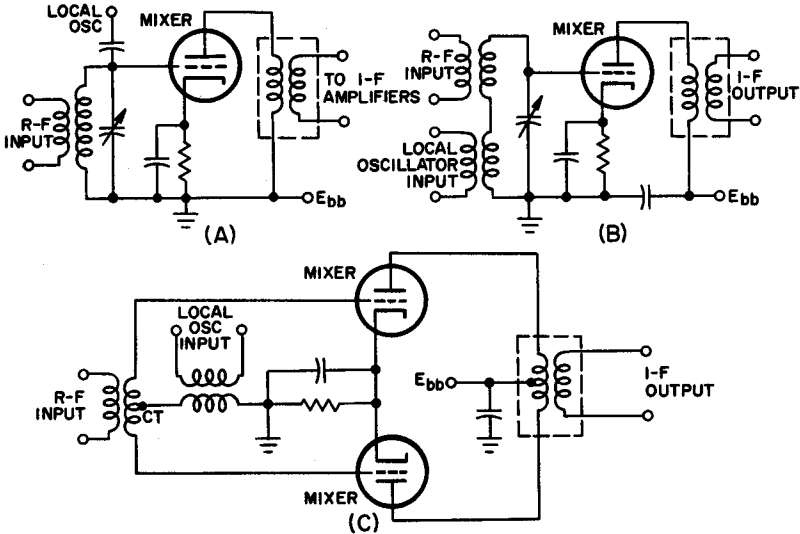 LOCAL
OSC
MIXER
R-F
INPUT
TO I-F
AMPLIFIERS
Ebb
(A)
MIXER
R-F
INPUT
LOCAL
OSCILLATOR
INPUT
I-F
OUTPUT
Ebb
(B)
MIXER
LOCAL
OSC
INPUT
R-F
INPUT
CT
Ebb
I-F
OUTPUT
MIXER
(C)